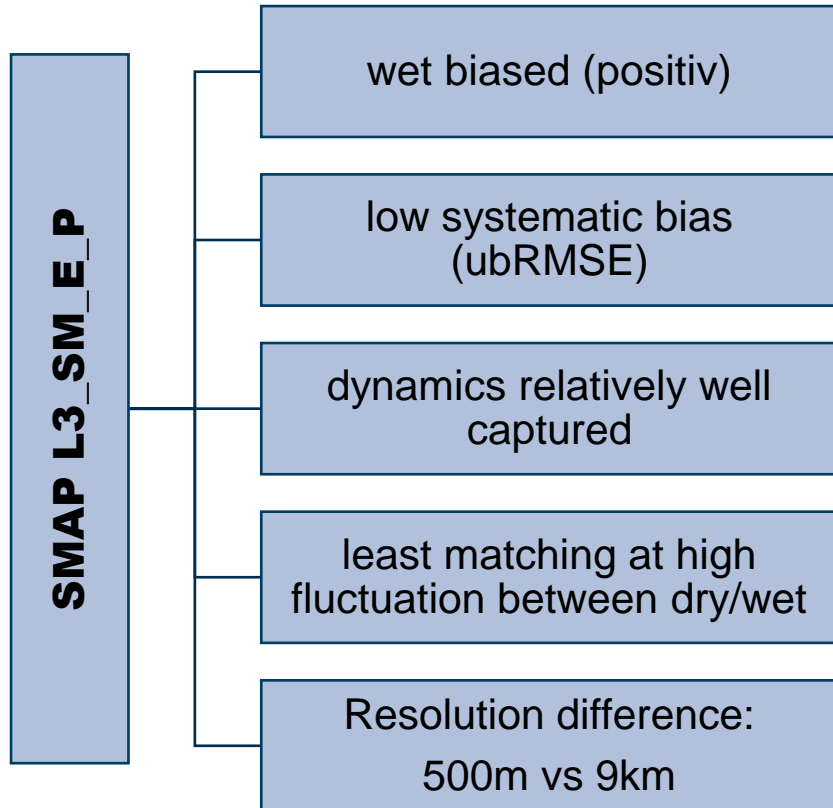 SMAP L3_SM_E_P
wet biased (positiv)
low systematic bias
(ubRMSE)
dynamics relatively well
captured
least matching at high
fluctuation between dry/wet
Resolution difference:
500m vs 9km